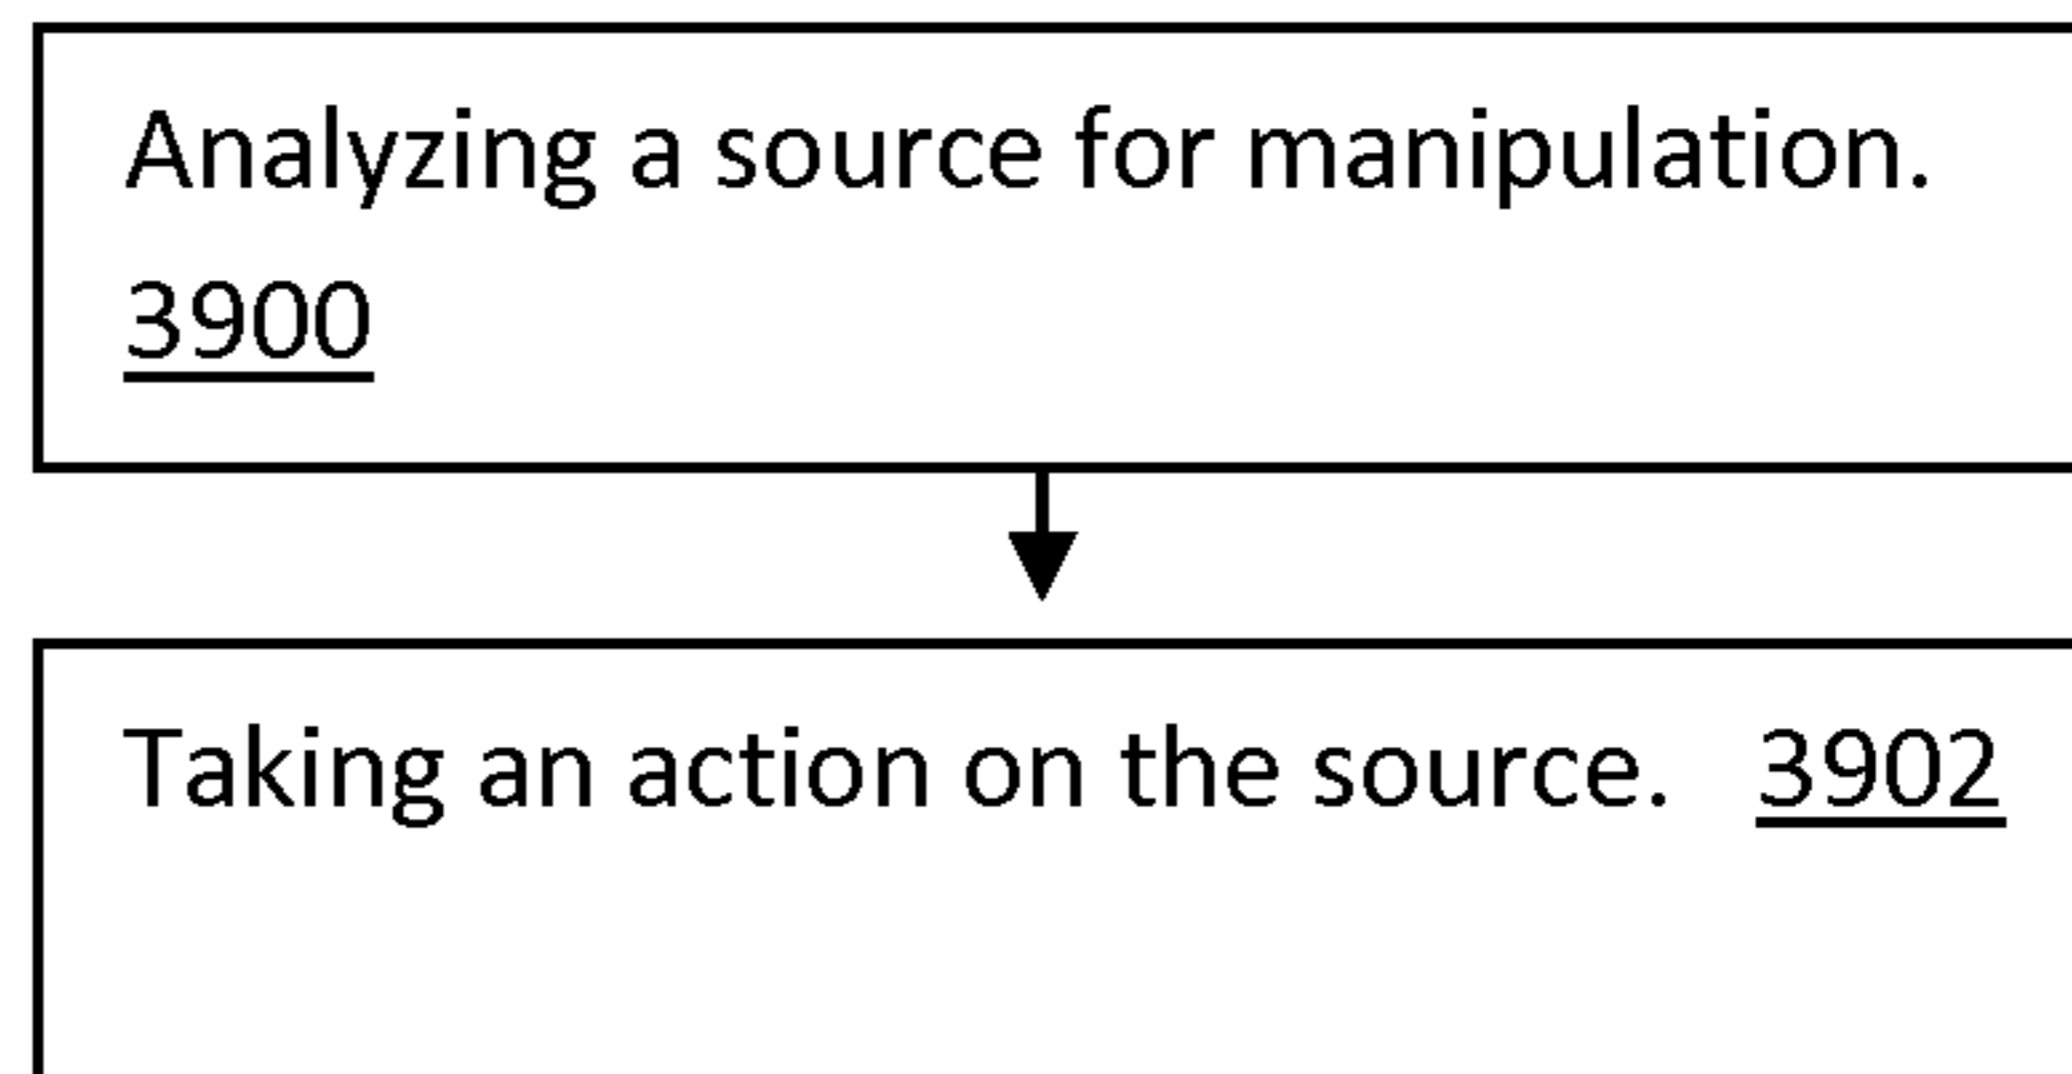 Analyzing a source for manipulation.
3900
Taking an action on the source. 3902